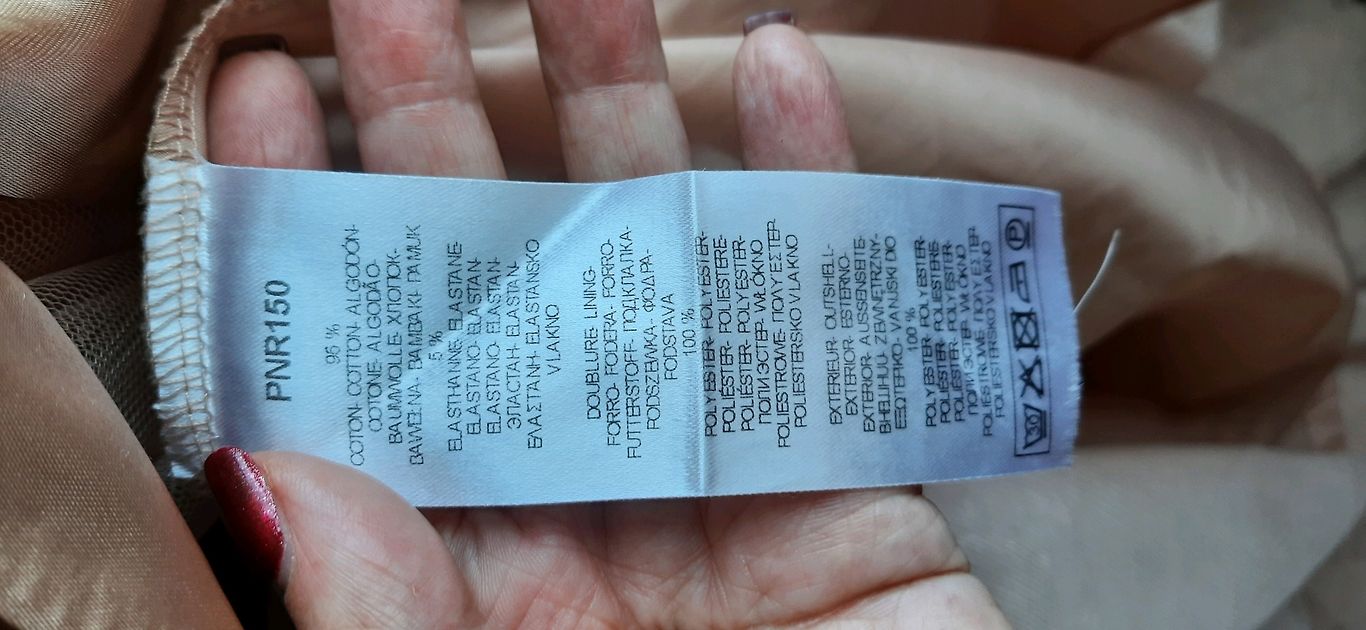 PNR150
95 %
COTON- COTTON- ALGODÓN-
COTONE- ALGODÃO-
BAUMWOLLE- ХЛОПОК-
BAWEŁNA- ΒΑΜΒΑΚΙ- ПАМУК
5 %
ELASTHANNE- ELASTANE-
ELASTANO- ELASTAN-
ELASTANO- ELASTAN-
ЭЛАСТАН- ELASTAN-
ΕΛΑΣΤΑΝΗ- ELASTANSKO
VLAKNO
DOUBLURE- LINING-
FORRO- FODERA- FORRO-
FUTTERSTOFF- ПОДКЛАДКА-
PODSZEWKA- ΦΟΔΡΑ-
PODSTAVA
100 %
POLYESTER- POLYESTER-
POLIÉSTER- POLIESTERE-
POLIÉSTER- POLYESTER-
ПОЛИЭСТЕР- WŁÓKNO
POLIESTROWE- ΠΟΛΥΕΣΤΕΡ-
POLIESTERSKO VLAKNO
EXTERIEUR- OUTSHELL-
EXTERIOR- ESTERNO-
EXTERIOR- AUSSENSEITE-
ВНЕШНИЙ- ZEWNĘTRZNY-
ΕΞΩΤΕΡΙΚΟ- VANJSKI DIO
100 %
POLYESTER- POLYESTER-
POLIÉSTER- POLIESTERE-
POLIÉSTER- POLYESTER-
ПОЛИЭСТЕР- WŁÓKNO
POLIESTROWE- ΠΟΛΥΕΣΤΕΡ-
POLIESTERSKO VLAKNO
30
P